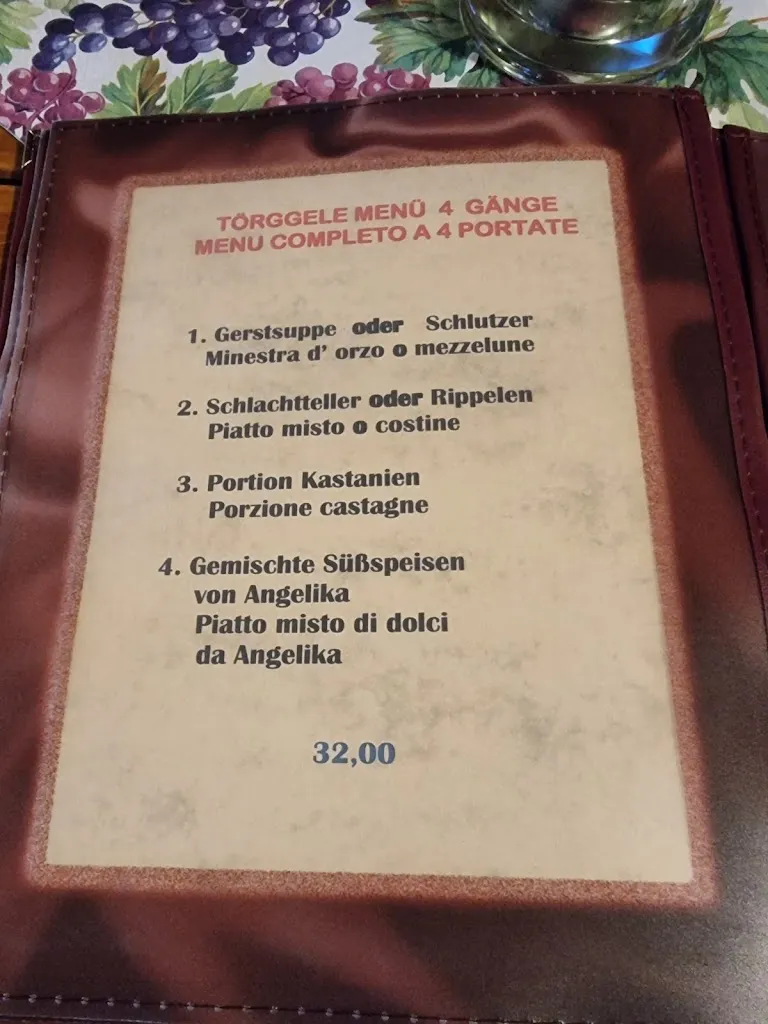 TÖRGGELE MENÜ 4 GÄNGE
MENU COMPLETO A 4 PORTATE
1. Gerstsuppe oder Schlutzer
Minestra d' orzo o mezzelune
2. Schlachtteller oder Rippelen
Piatto misto o costine
3. Portion Kastanien
Porzione castagne
4. Gemischte Süßspeisen
von Angelika
Piatto misto di dolci
da Angelika
32,00